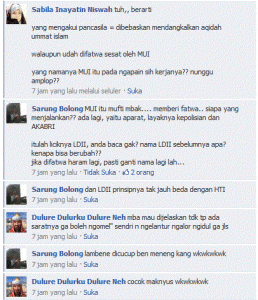 Sabila Inayatin Niswah tuh,, berarti
yang mengakui pancasila = dibebaskan mendangkalkan aqidah
ummat islam
walaupun udah difatwa sesat oleh MUI
yang namanya MUI itu pada ngapain sih kerjanya?? nunggu
amplop??
7 jam yang lalu melalui seluler · Suka
Sarung Bolong MUI itu mufti mbak.... memberi fatwa.. siapa yang
menjalankan?? ada lagi, yaitu aparat, layaknya kepolisian dan
AKABRI
itulah liciknya LDII, anda baca gak? nama LDII sebelumnya apa?
kenapa bisa berubah??
jika difatwa haram lagi, pasti ganti nama lagi lah...
7 jam yang lalu · Tidak Suka · 2 orang
Sarung Bolong dan LDII prinsipnya tak jauh beda dengan HTI
7 jam yang lalu · Suka
Dulure Dulurku Dulure Neh mba mau dijelaskan tdk tp ada
saratnya ga boleh ngomel" sendri n ngelantur ngalor ngidul ga jls
7 jam yang lalu · Suka
Sarung Bolong lambene dicucup ben meneng kang wkwkwkwk
7 jam yang lalu · Suka
Dulure Dulurku Dulure Neh cocok maknyus wkwkwkwk
7 jam yang lalu · Suka